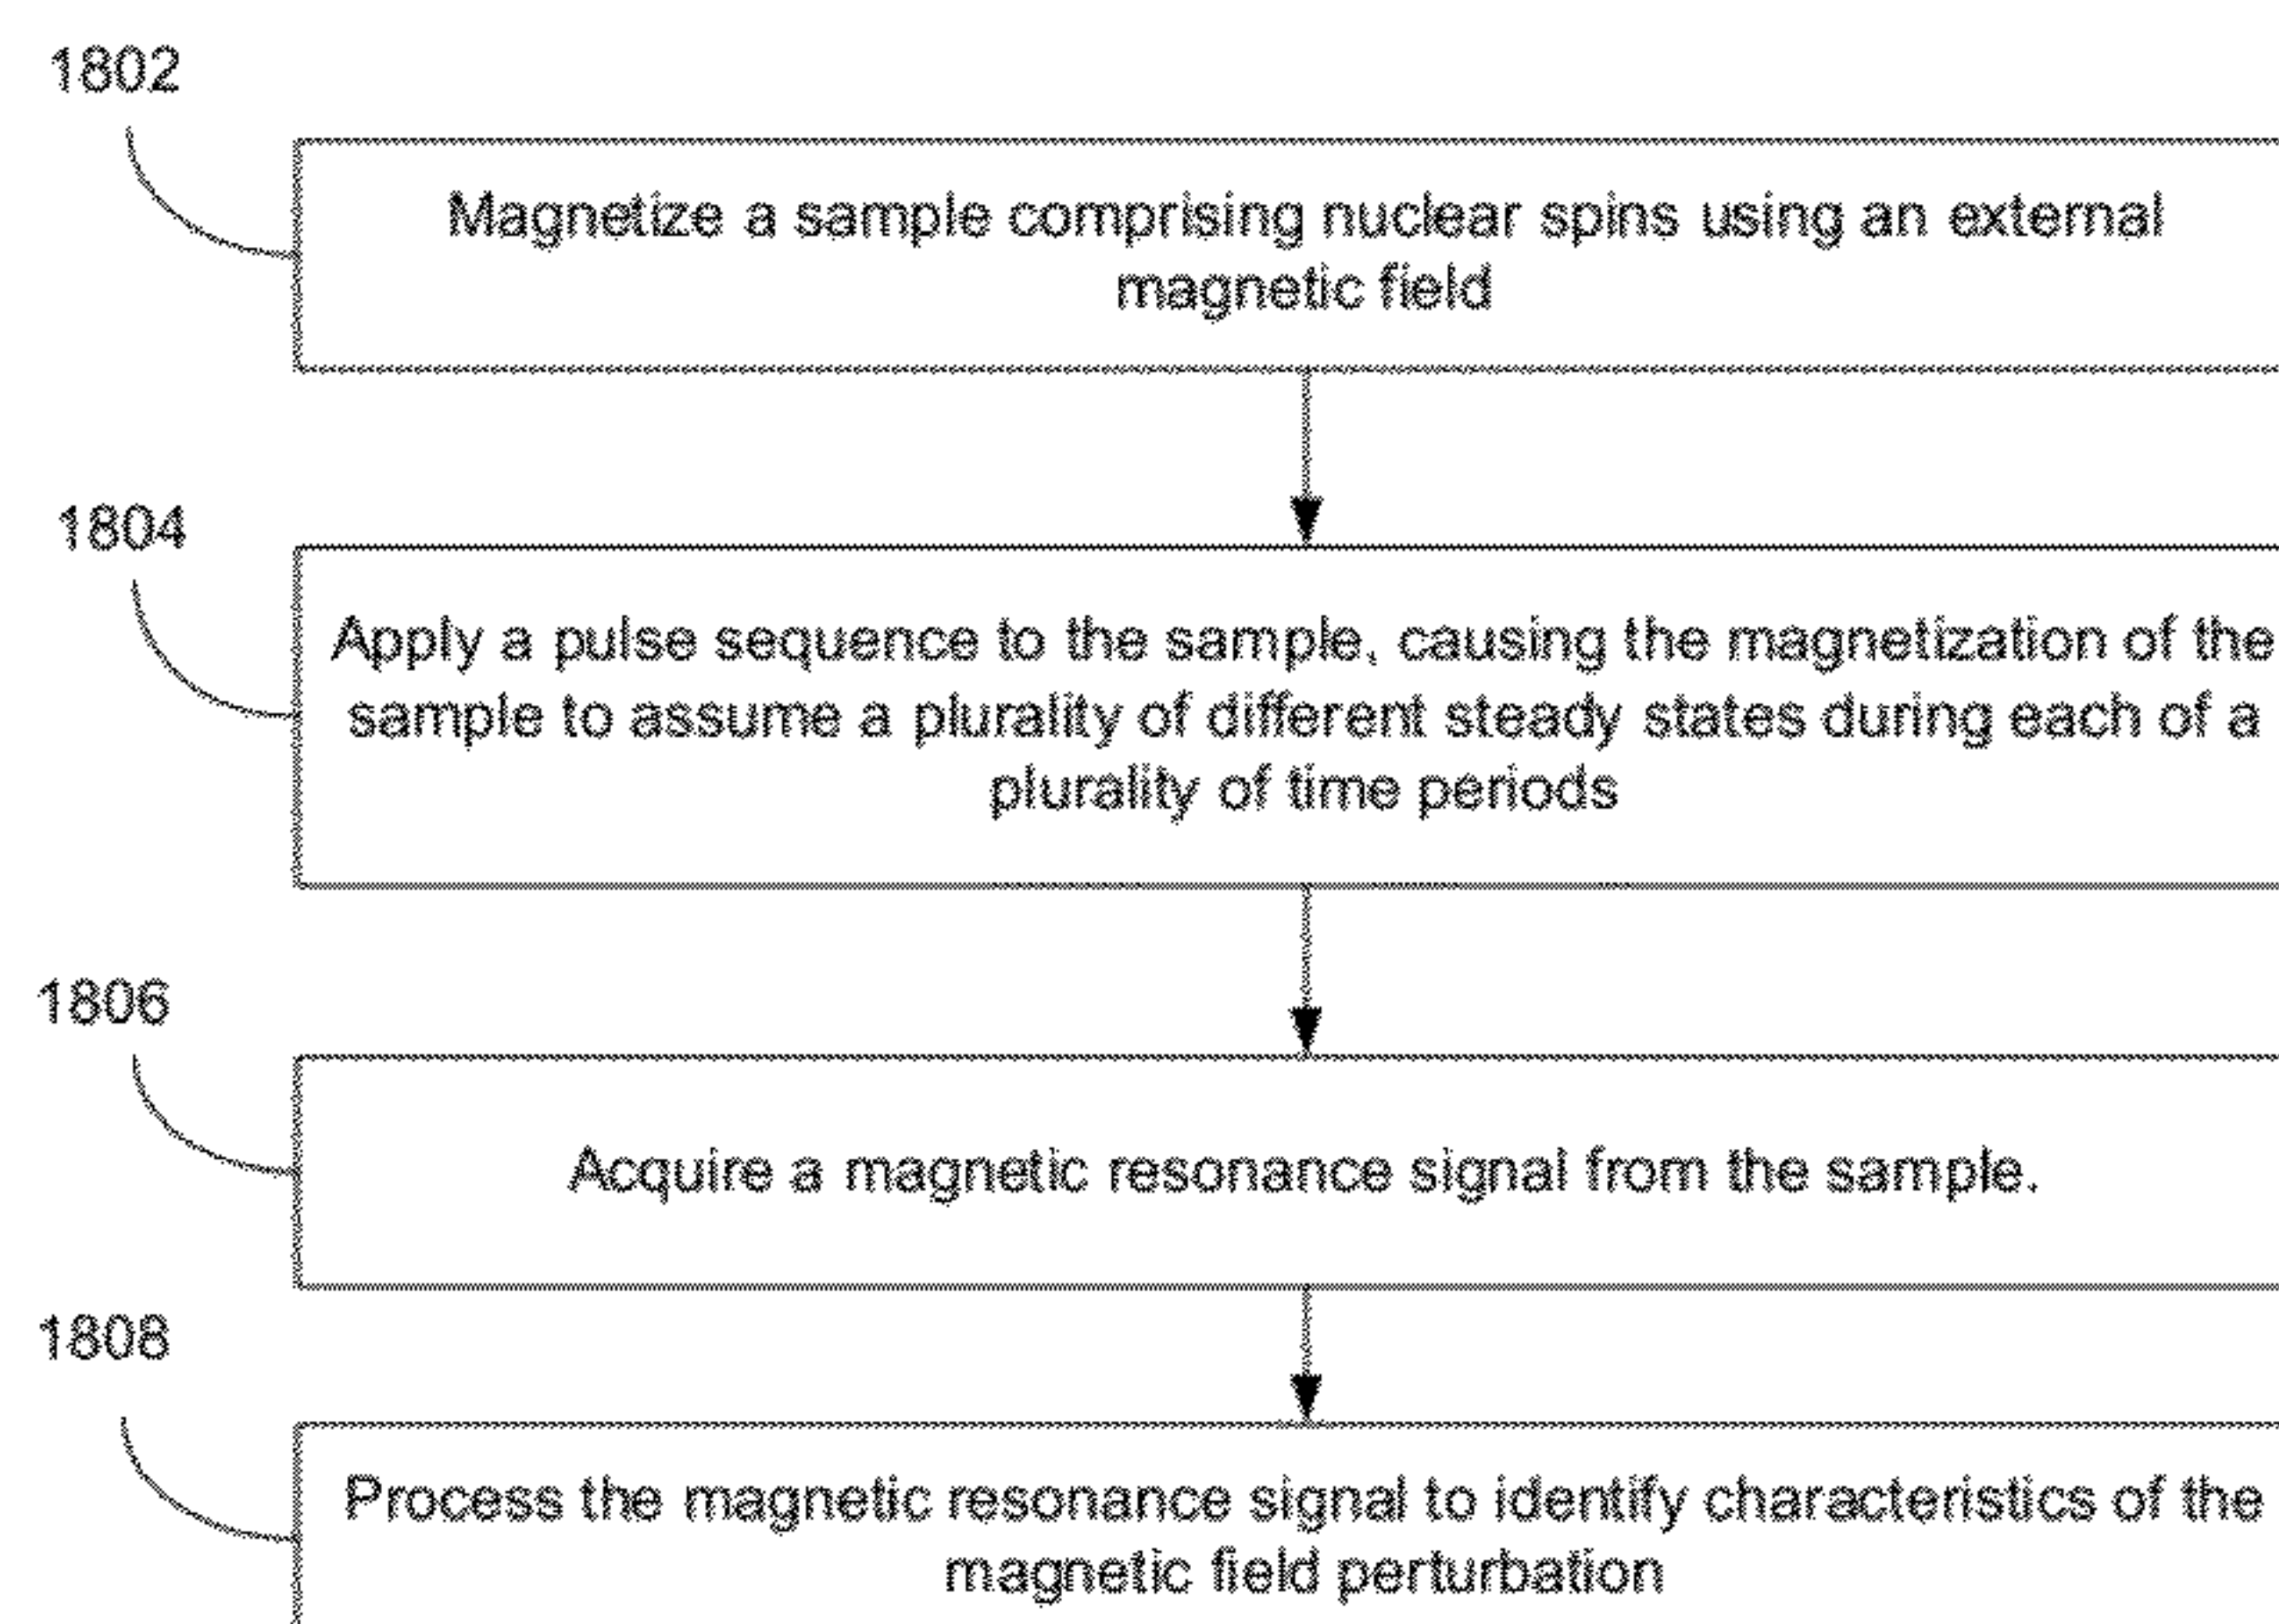 1802
Magnetize a sample comprising nuclear spins using an external
magnetic field
1804
Apply a pulse sequence to the sample, causing the magnetization of the
sample to assume a plurality of different steady states during each of a
plurality of time periods
1806
Acquire a magnetic resonance signal from the sample.
1808
Process the magnetic resonance signal to identify characteristics of the
magnetic field perturbation